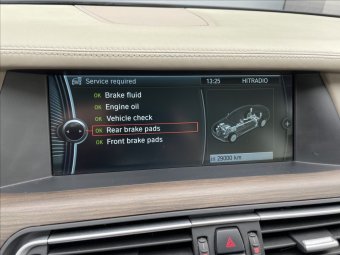 Service required 13:25 HITRADIO
OK Brake fluid
OK Engine oil
OK Vehicle check
OK Rear brake pads
OK Front brake pads
29000 km